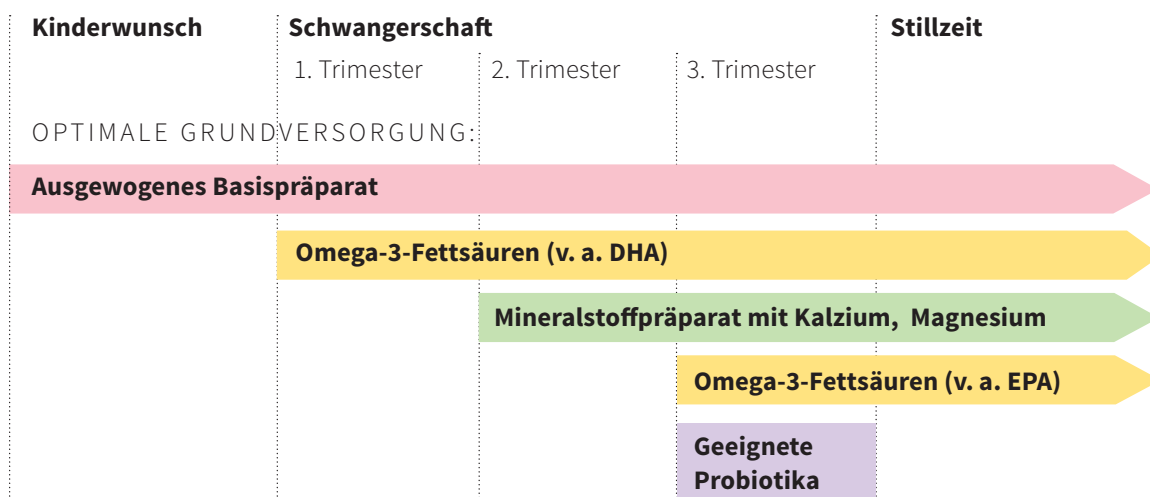 Kinderwunsch Schwangerschaft Stillzeit
1. Trimester 2. Trimester 3. Trimester
OPTIMALE GRUNDVERSORGUNG:
Ausgewogenes Basispräparat
Omega-3-Fettsäuren (v. a. DHA)
Mineralstoffpräparat mit Kalzium, Magnesium
Omega-3-Fettsäuren (v. a. EPA)
Geeignete
Probiotika